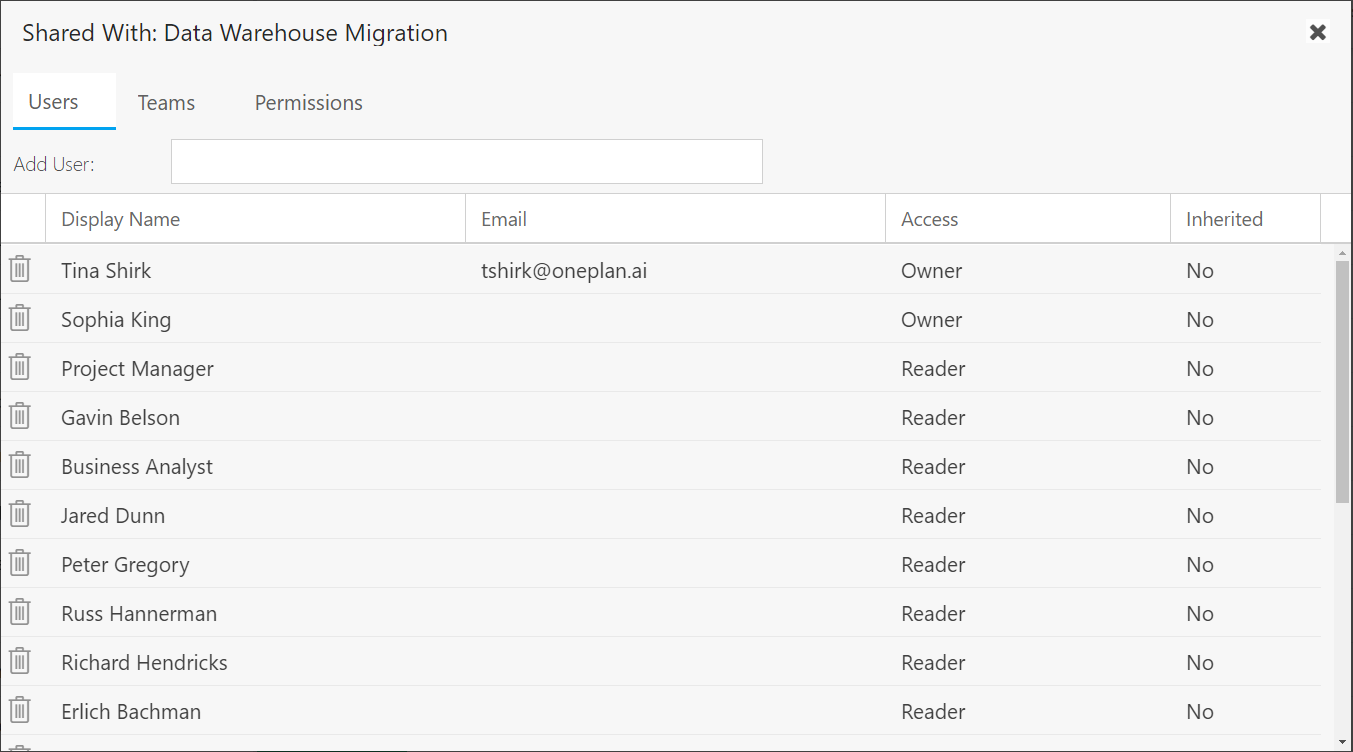 Shared With: Data Warehouse Migration
Users Teams Permissions
Add User:
Display Name Email Access Inherited
Tina Shirk tshirk@oneplan.ai Owner No
Sophia King Owner No
Project Manager Reader No
Gavin Belson Reader No
Business Analyst Reader No
Jared Dunn Reader No
Peter Gregory Reader No
Russ Hannerman Reader No
Richard Hendricks Reader No
Erlich Bachman Reader No